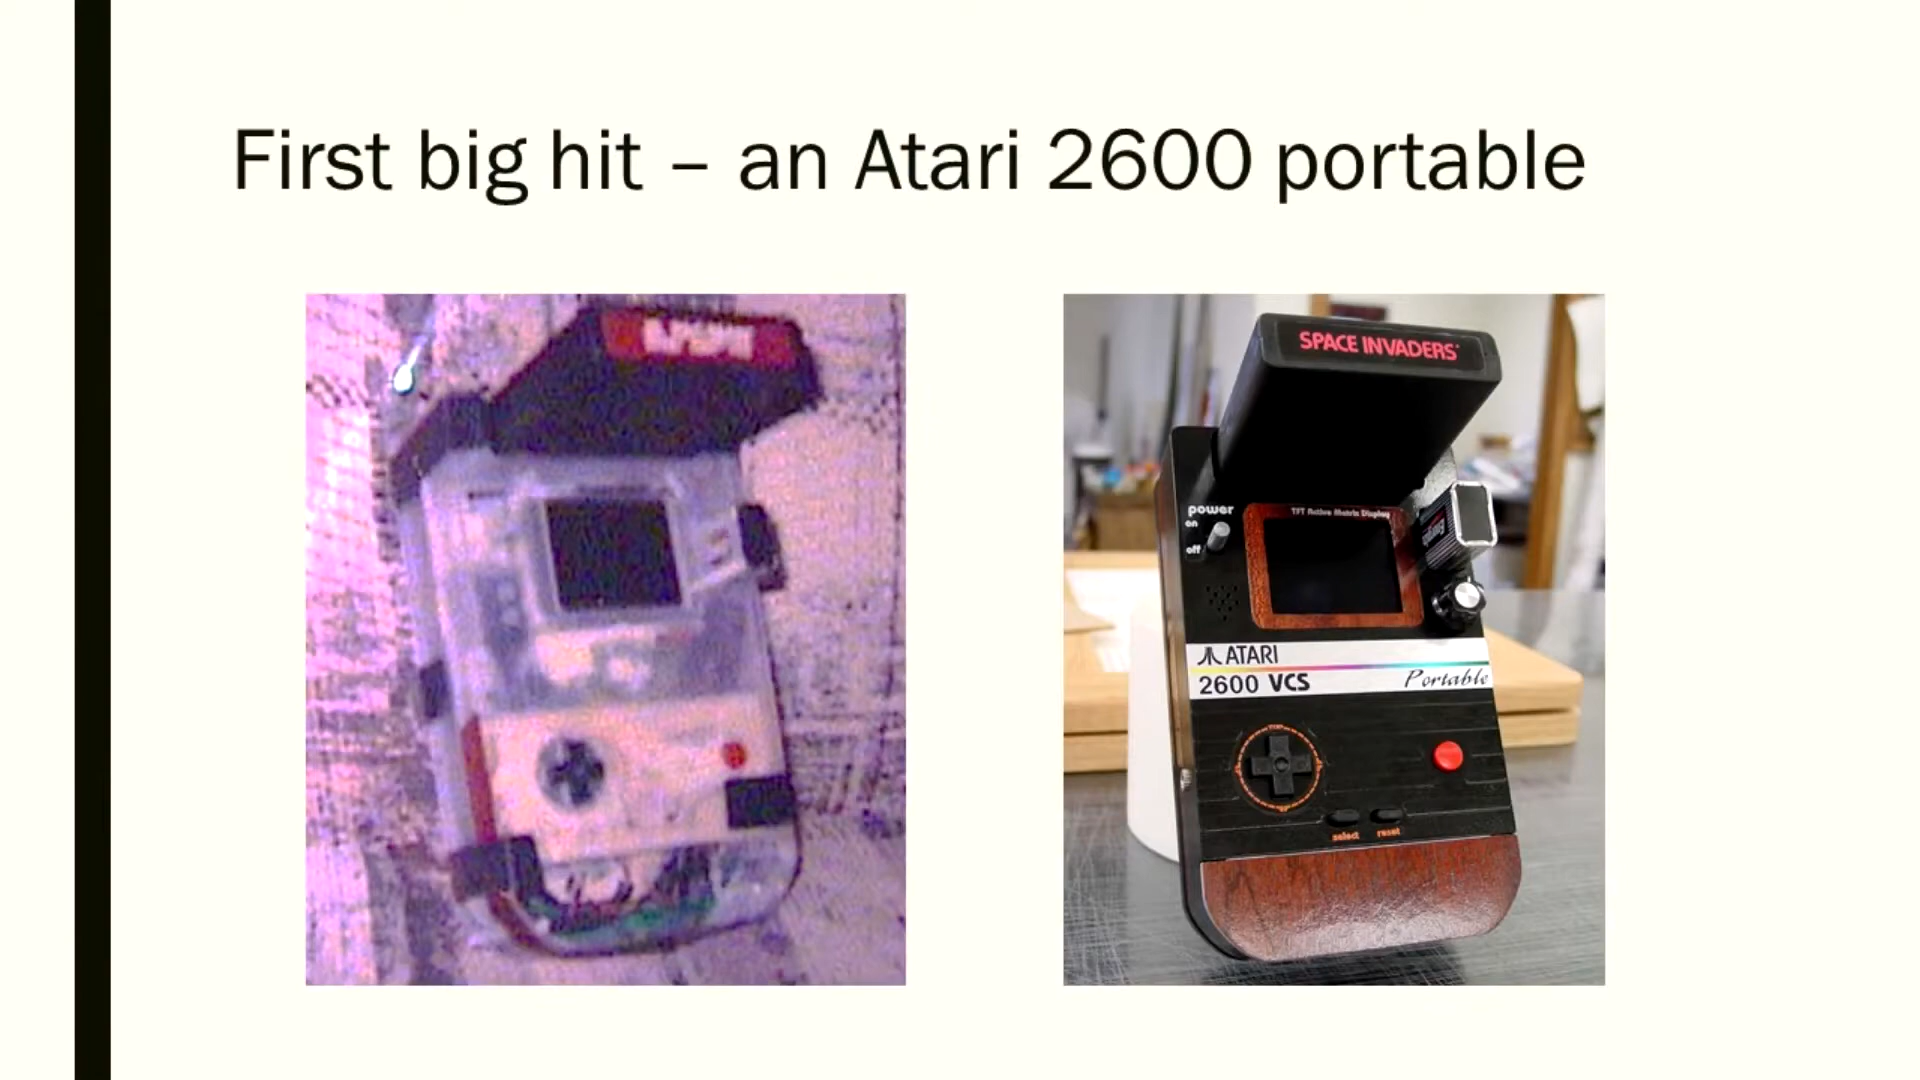 First big hit – an Atari 2600 portable
SPACE INVADERS
power
on
off
TFT Active Matrix Display
ATARI
2600 VCS
Portable
select
reset